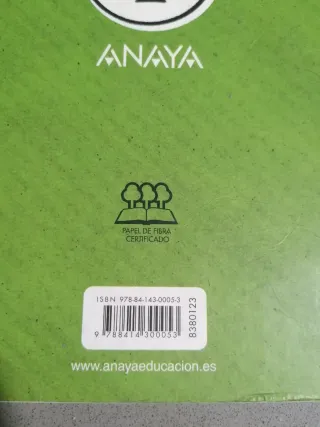 ANAYA
PAPEL DE FIBRA
CERTIFICADO
ISBN 978-84-143-0005-3
9 788414 300053
8380123
www.anayaeducacion.es